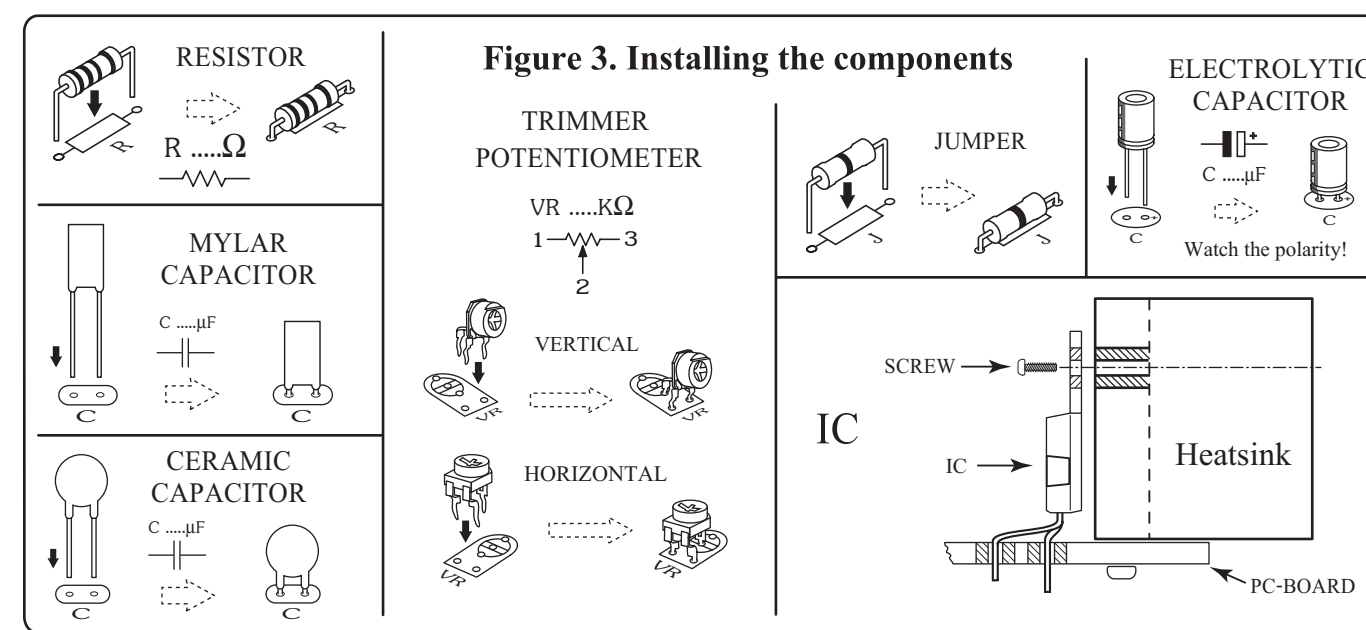 Figure 3. Installing the components
RESISTOR
R
R
R .....Ω
MYLAR
CAPACITOR
C .....µF
C
C
CERAMIC
CAPACITOR
C .....µF
C
C
TRIMMER
POTENTIOMETER
VR .....KΩ
1
3
2
VERTICAL
VR
VR
HORIZONTAL
VR
VR
JUMPER
J
J
ELECTROLYTIC
CAPACITOR
+
C .....µF
+
C
+
C
Watch the polarity!
SCREW
IC
IC
Heatsink
PC-BOARD